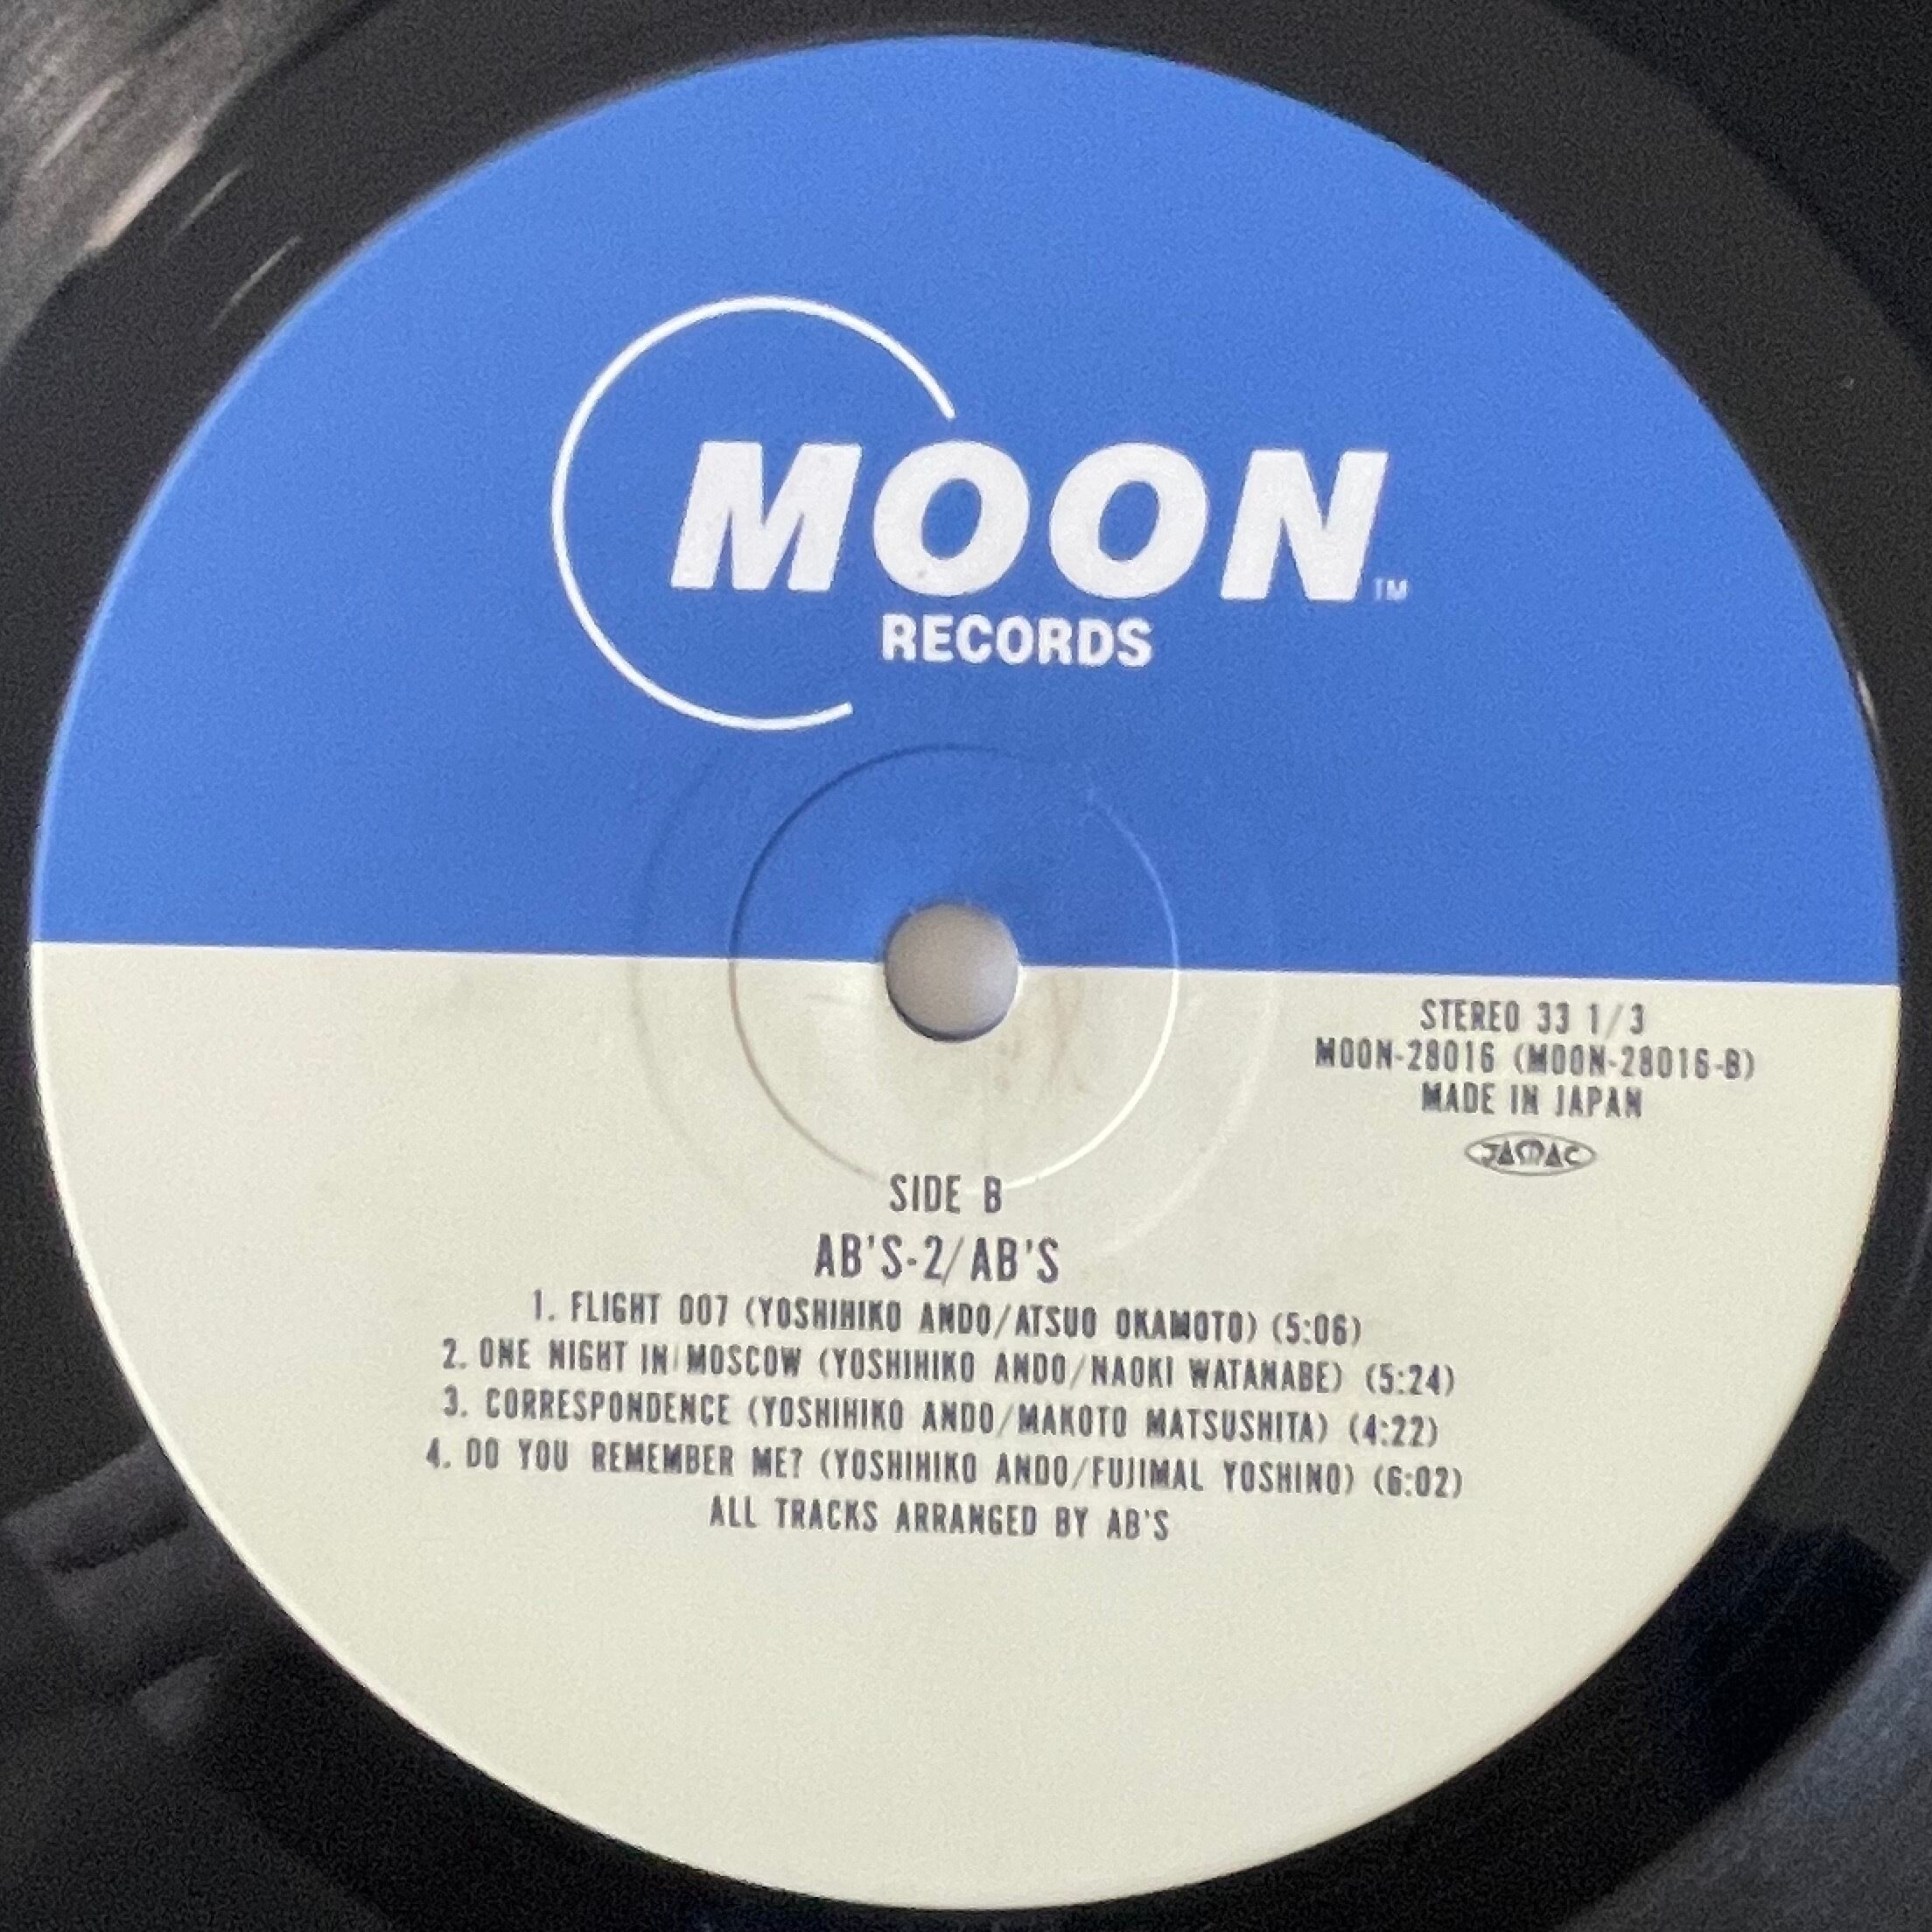 MOON TM
RECORDS
STEREO 33 1/3
MOON-28016 (MOON-28016-B)
MADE IN JAPAN
JAMAC
SIDE B
AB'S-2/AB'S
1. FLIGHT 007 (YOSHIHIKO ANDO/ATSUO OKAMOTO) (5:06)
2. ONE NIGHT IN MOSCOW (YOSHIHIKO ANDO/NAOKI WATANABE) (5:24)
3. CORRESPONDENCE (YOSHIHIKO ANDO/MAKOTO MATSUSHITA) (4:22)
4. DO YOU REMEMBER ME? (YOSHIHIKO ANDO/FUJIMAL YOSHINO) (6:02)
ALL TRACKS ARRANGED BY AB'S